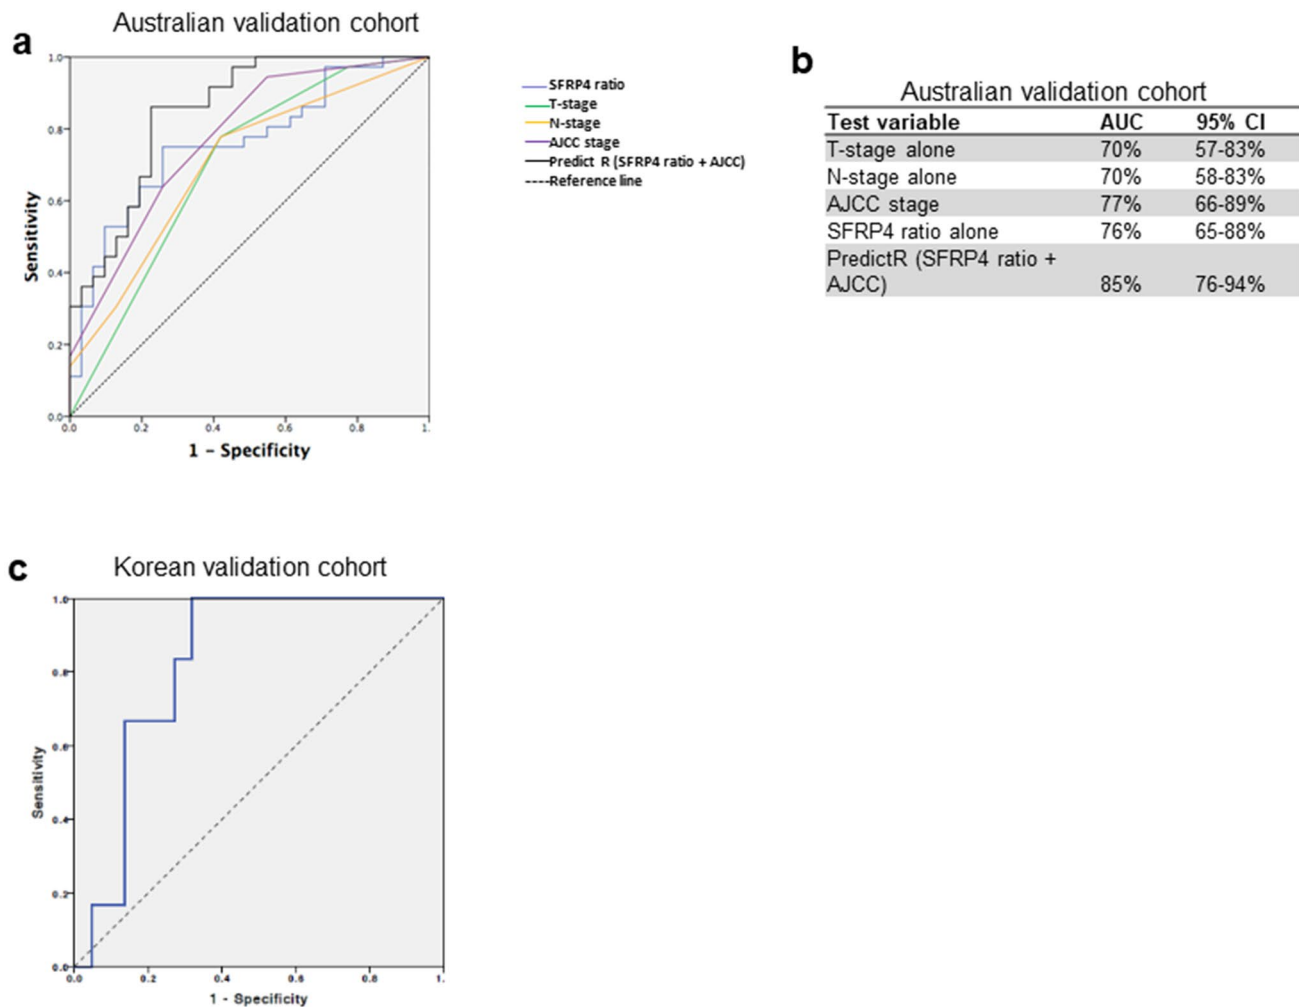 a
Australian validation cohort
1.0
0.8
0.6
0.4
0.2
0.0
Sensitivity
0.0 0.2 0.4 0.6 0.8 1.
1 - Specificity
SFRP4 ratio
T-stage
N-stage
AJCC stage
Predict R (SFRP4 ratio + AJCC)
Reference line
b
Australian validation cohort
Test variable AUC 95% CI
T-stage alone 70% 57-83%
N-stage alone 70% 58-83%
AJCC stage 77% 66-89%
SFRP4 ratio alone 76% 65-88%
PredictR (SFRP4 ratio +
AJCC) 85% 76-94%
c
Korean validation cohort
1.0
0.8
0.6
0.4
0.2
0.0
Sensitivity
0.0 0.2 0.4 0.6 0.8 1.
1 - Specificity